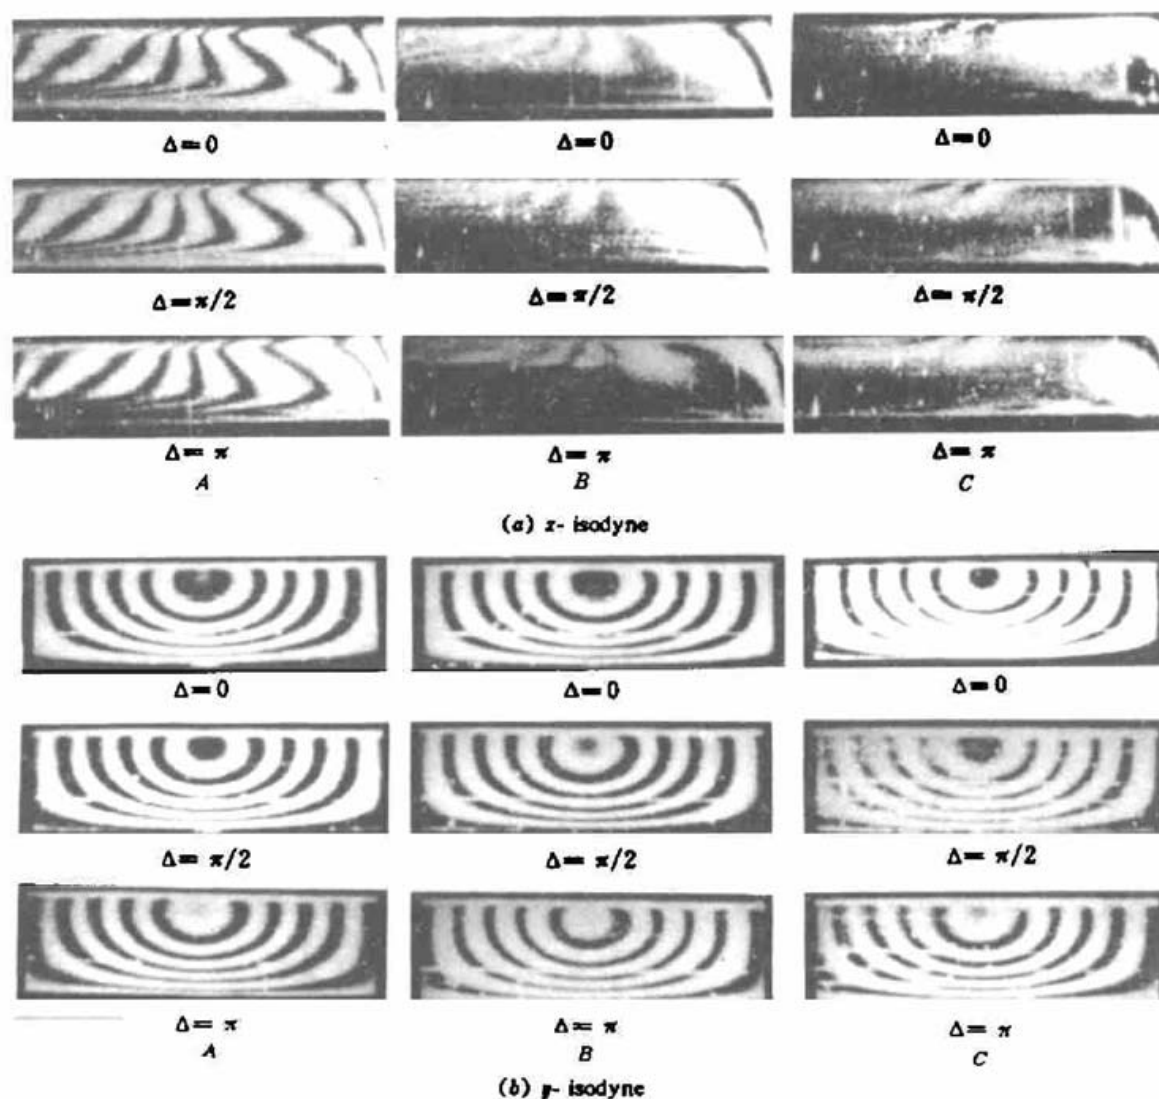 Δ=0 Δ=0 Δ=0
Δ=π/2 Δ=π/2 Δ=π/2
Δ=π Δ=π Δ=π
A B C
(a) x- isodyne
Δ=0 Δ=0 Δ=0
Δ=π/2 Δ=π/2 Δ=π/2
Δ=π Δ=π Δ=π
A B C
(b) y- isodyne